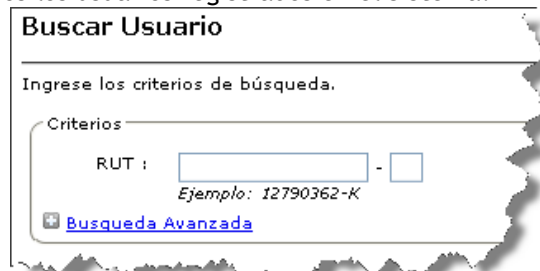 Buscar Usuario
Ingrese los criterios de búsqueda.
Criterios
RUT : -
Ejemplo: 12790362-K
Busqueda Avanzada